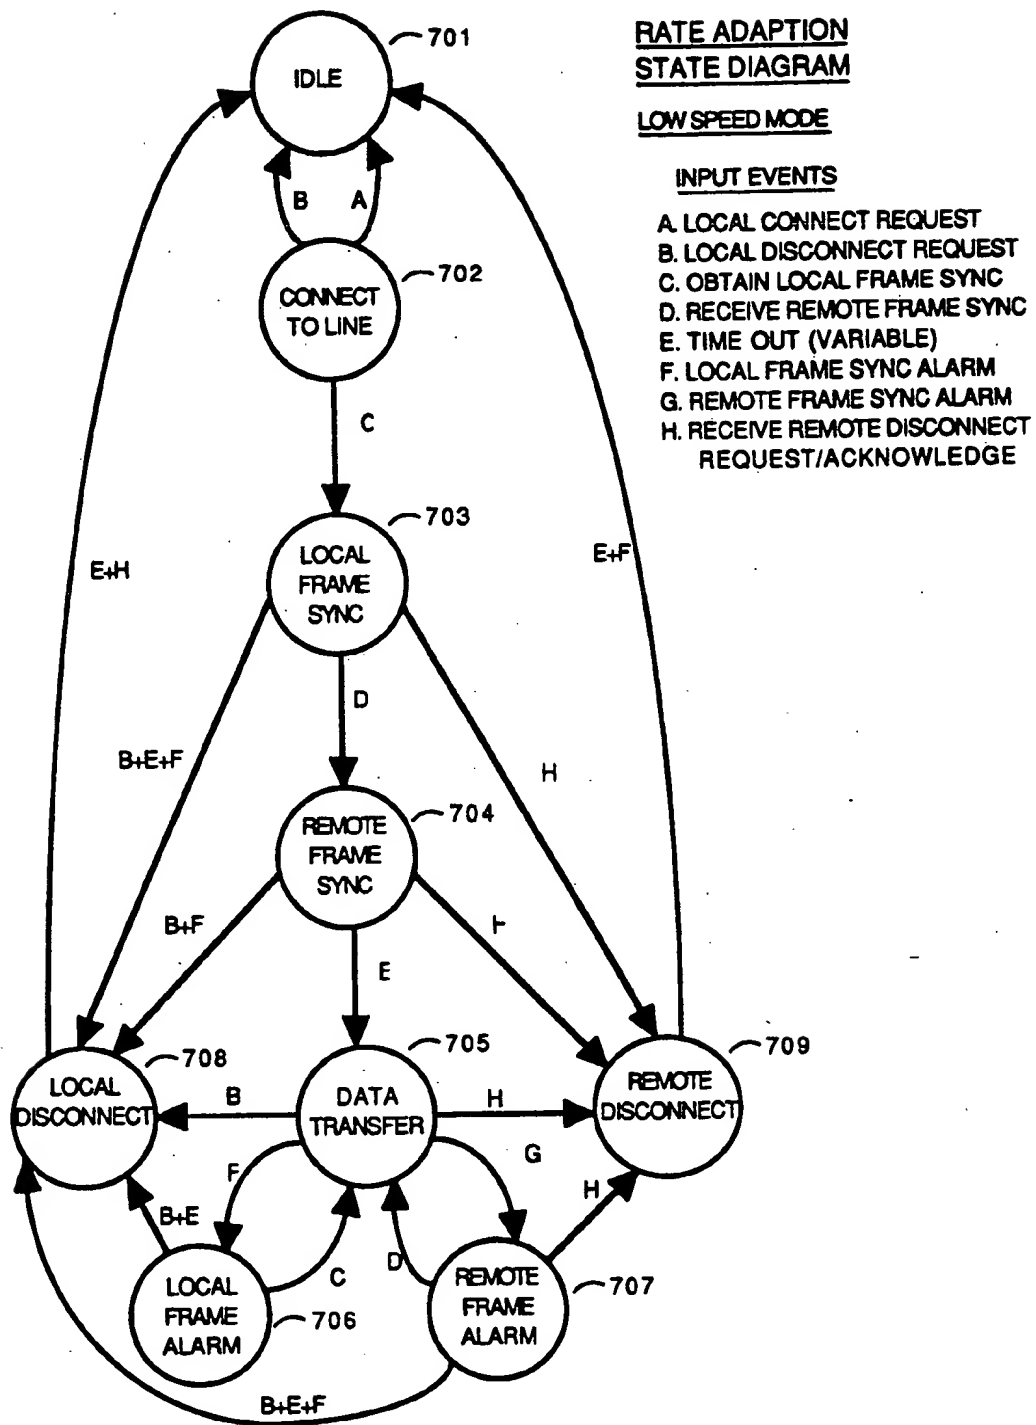 701
RATE ADAPTION
STATE DIAGRAM
IDLE
LOW SPEED MODE
INPUT EVENTS
B
A
A. LOCAL CONNECT REQUEST
B. LOCAL DISCONNECT REQUEST
C. OBTAIN LOCAL FRAME SYNC
D. RECEIVE REMOTE FRAME SYNC
E. TIME OUT (VARIABLE)
F. LOCAL FRAME SYNC ALARM
G. REMOTE FRAME SYNC ALARM
H. RECEIVE REMOTE DISCONNECT
REQUEST/ACKNOWLEDGE
702
CONNECT
TO LINE
C
703
LOCAL
FRAME
SYNC
E+H
E+F
D
B+E+F
H
704
REMOTE
FRAME
SYNC
B+F
E
705
708
709
LOCAL
DISCONNECT
DATA
TRANSFER
REMOTE
DISCONNECT
B
H
F
G
H
B+E
C
D
LOCAL
FRAME
ALARM
706
REMOTE
FRAME
ALARM
707
B+E+F